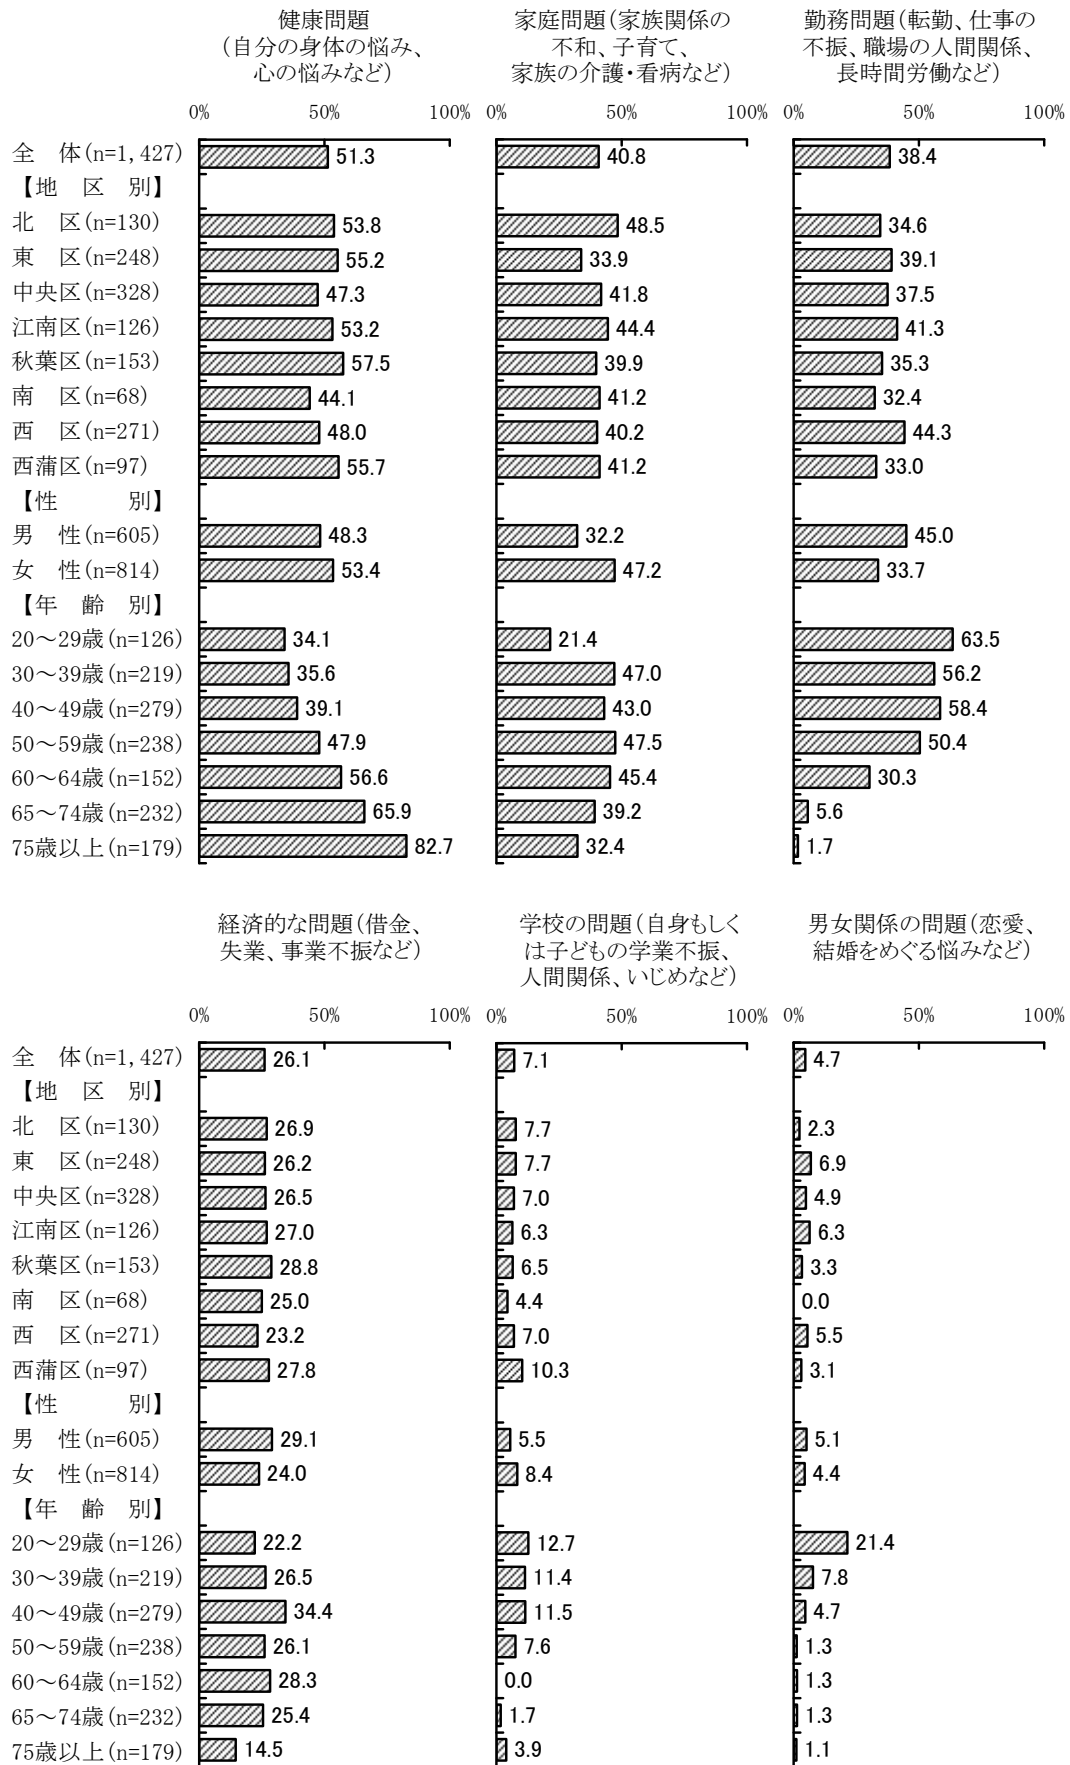 健康問題
(自分の身体の悩み、
心の悩みなど)
家庭問題(家族関係の
不和、子育て、
家族の介護・看病など)
勤務問題(転勤、仕事の
不振、職場の人間関係、
長時間労働など)
0% 50% 100% 0% 50% 100% 0% 50% 100%
全 体(n=1,427) 51.3 40.8 38.4
【地 区 別】
北 区(n=130) 53.8 48.5 34.6
東 区(n=248) 55.2 33.9 39.1
中央区(n=328) 47.3 41.8 37.5
江南区(n=126) 53.2 44.4 41.3
秋葉区(n=153) 57.5 39.9 35.3
南 区(n=68) 44.1 41.2 32.4
西 区(n=271) 48.0 40.2 44.3
西蒲区(n=97) 55.7 41.2 33.0
【性 別】
男 性(n=605) 48.3 32.2 45.0
女 性(n=814) 53.4 47.2 33.7
【年 齢 別】
20～29歳(n=126) 34.1 21.4 63.5
30～39歳(n=219) 35.6 47.0 56.2
40～49歳(n=279) 39.1 43.0 58.4
50～59歳(n=238) 47.9 47.5 50.4
60～64歳(n=152) 56.6 45.4 30.3
65～74歳(n=232) 65.9 39.2 5.6
75歳以上(n=179) 82.7 32.4 1.7
経済的な問題(借金、
失業、事業不振など)
学校の問題(自身もしく
は子どもの学業不振、
人間関係、いじめなど)
男女関係の問題(恋愛、
結婚をめぐる悩みなど)
0% 50% 100% 0% 50% 100% 0% 50% 100%
全 体(n=1,427) 26.1 7.1 4.7
【地 区 別】
北 区(n=130) 26.9 7.7 2.3
東 区(n=248) 26.2 7.7 6.9
中央区(n=328) 26.5 7.0 4.9
江南区(n=126) 27.0 6.3 6.3
秋葉区(n=153) 28.8 6.5 3.3
南 区(n=68) 25.0 4.4 0.0
西 区(n=271) 23.2 7.0 5.5
西蒲区(n=97) 27.8 10.3 3.1
【性 別】
男 性(n=605) 29.1 5.5 5.1
女 性(n=814) 24.0 8.4 4.4
【年 齢 別】
20～29歳(n=126) 22.2 12.7 21.4
30～39歳(n=219) 26.5 11.4 7.8
40～49歳(n=279) 34.4 11.5 4.7
50～59歳(n=238) 26.1 7.6 1.3
60～64歳(n=152) 28.3 0.0 1.3
65～74歳(n=232) 25.4 1.7 1.3
75歳以上(n=179) 14.5 3.9 1.1